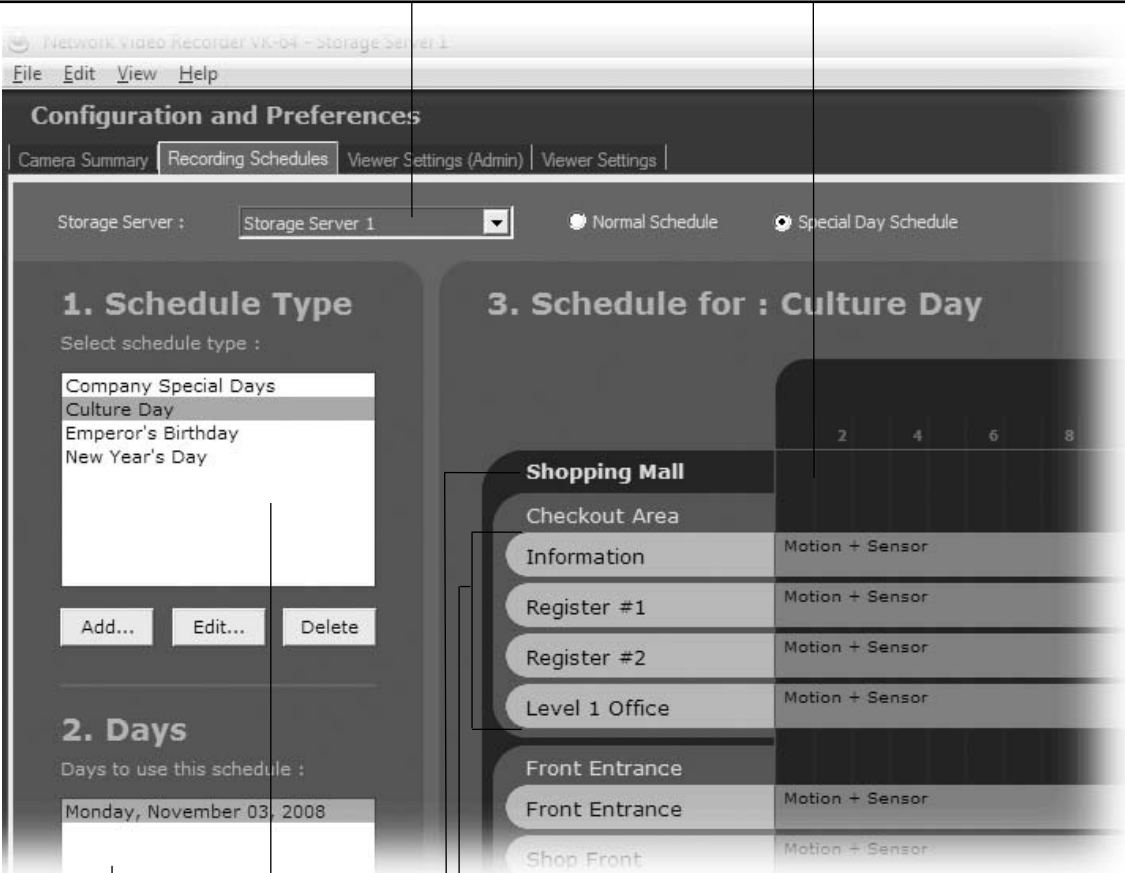 Network Video Recorder VK-64 - Storage Server 1
File Edit View Help
Configuration and Preferences
Camera Summary Recording Schedules Viewer Settings (Admin) Viewer Settings
Storage Server : Storage Server 1 Normal Schedule Special Day Schedule
1. Schedule Type
Select schedule type :
Company Special Days
Culture Day
Emperor's Birthday
New Year's Day
Add... Edit... Delete
2. Days
Days to use this schedule :
Monday, November 03, 2008
3. Schedule for : Culture Day
2 4 6 8
Shopping Mall
Checkout Area
Information Motion + Sensor
Register #1 Motion + Sensor
Register #2 Motion + Sensor
Level 1 Office Motion + Sensor
Front Entrance
Front Entrance Motion + Sensor
Shop Front Motion + Sensor